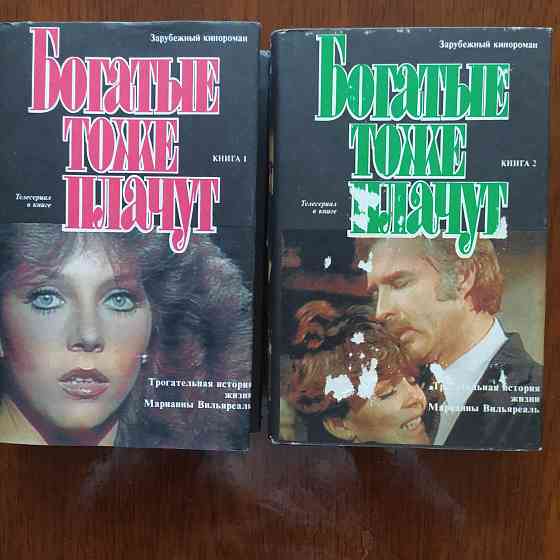 Зарубежный кинороман
Богатые
тоже
КНИГА 1
Телесериал
в книге
плачут
Трогательная история
жизни
Марианны Вильяреаль
Зарубежный кинороман
Богатые
тоже
КНИГА 2
Телесериал
в книге
плачут
Трогательная история
жизни
Марианны Вильяреаль